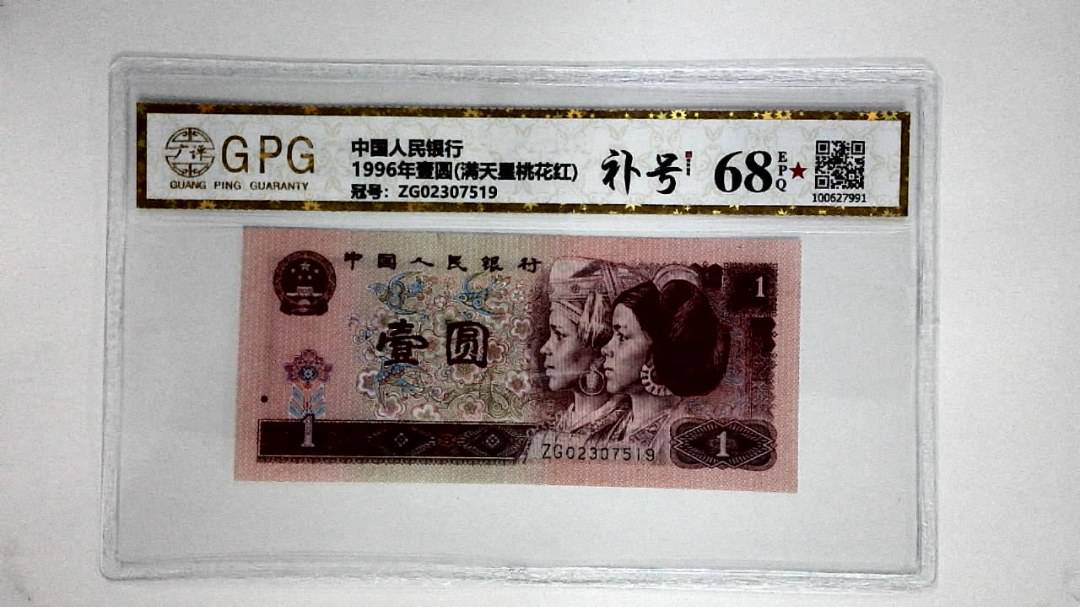 广评
GPG
GUANG PING GUARANTY
中国人民银行
1996年壹圆(满天星桃花红)
冠号：ZG02307519
补号
68
EPQ
100627991
中国人民银行
1
壹圆
1
ZG02307519
1